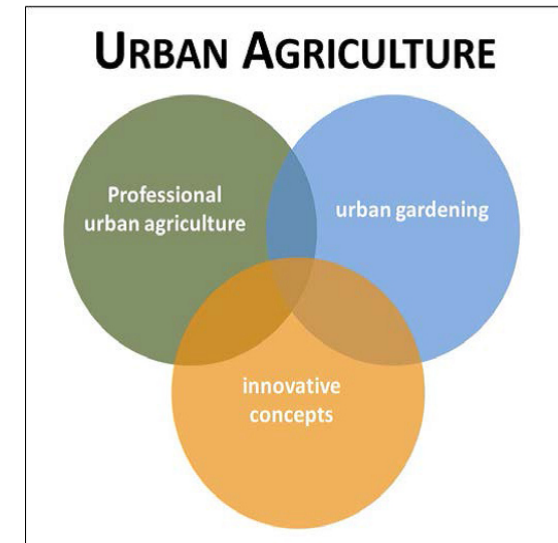 URBAN AGRICULTURE
Professional
urban agriculture
urban gardening
innovative
concepts